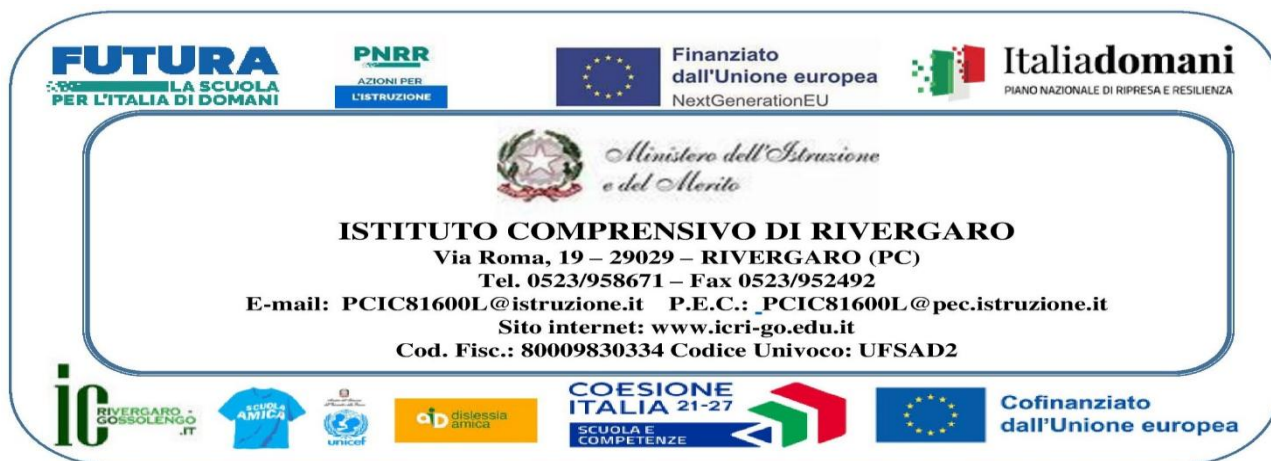 FUTURA
LA SCUOLA
PER L'ITALIA DI DOMANI
PNRR
AZIONI PER
L'ISTRUZIONE
Finanziato
dall'Unione europea
NextGenerationEU
Italiadomani
PIANO NAZIONALE DI RIPRESA E RESILIENZA
Ministero dell'Istruzione
e del Merito
ISTITUTO COMPRENSIVO DI RIVERGARO
Via Roma, 19 – 29029 – RIVERGARO (PC)
Tel. 0523/958671 – Fax 0523/952492
E-mail: PCIC81600L@istruzione.it P.E.C.: PCIC81600L@pec.istruzione.it
Sito internet: www.icri-go.edu.it
Cod. Fisc.: 80009830334 Codice Univoco: UFSAD2
ic
RIVERGARO -
GOSSOLENGO
.IT
SCUOLA
AMICA
unicef
aiD dislessia
amica
COESIONE
ITALIA 21-27
SCUOLA E
COMPETENZE
Cofinanziato
dall'Unione europea